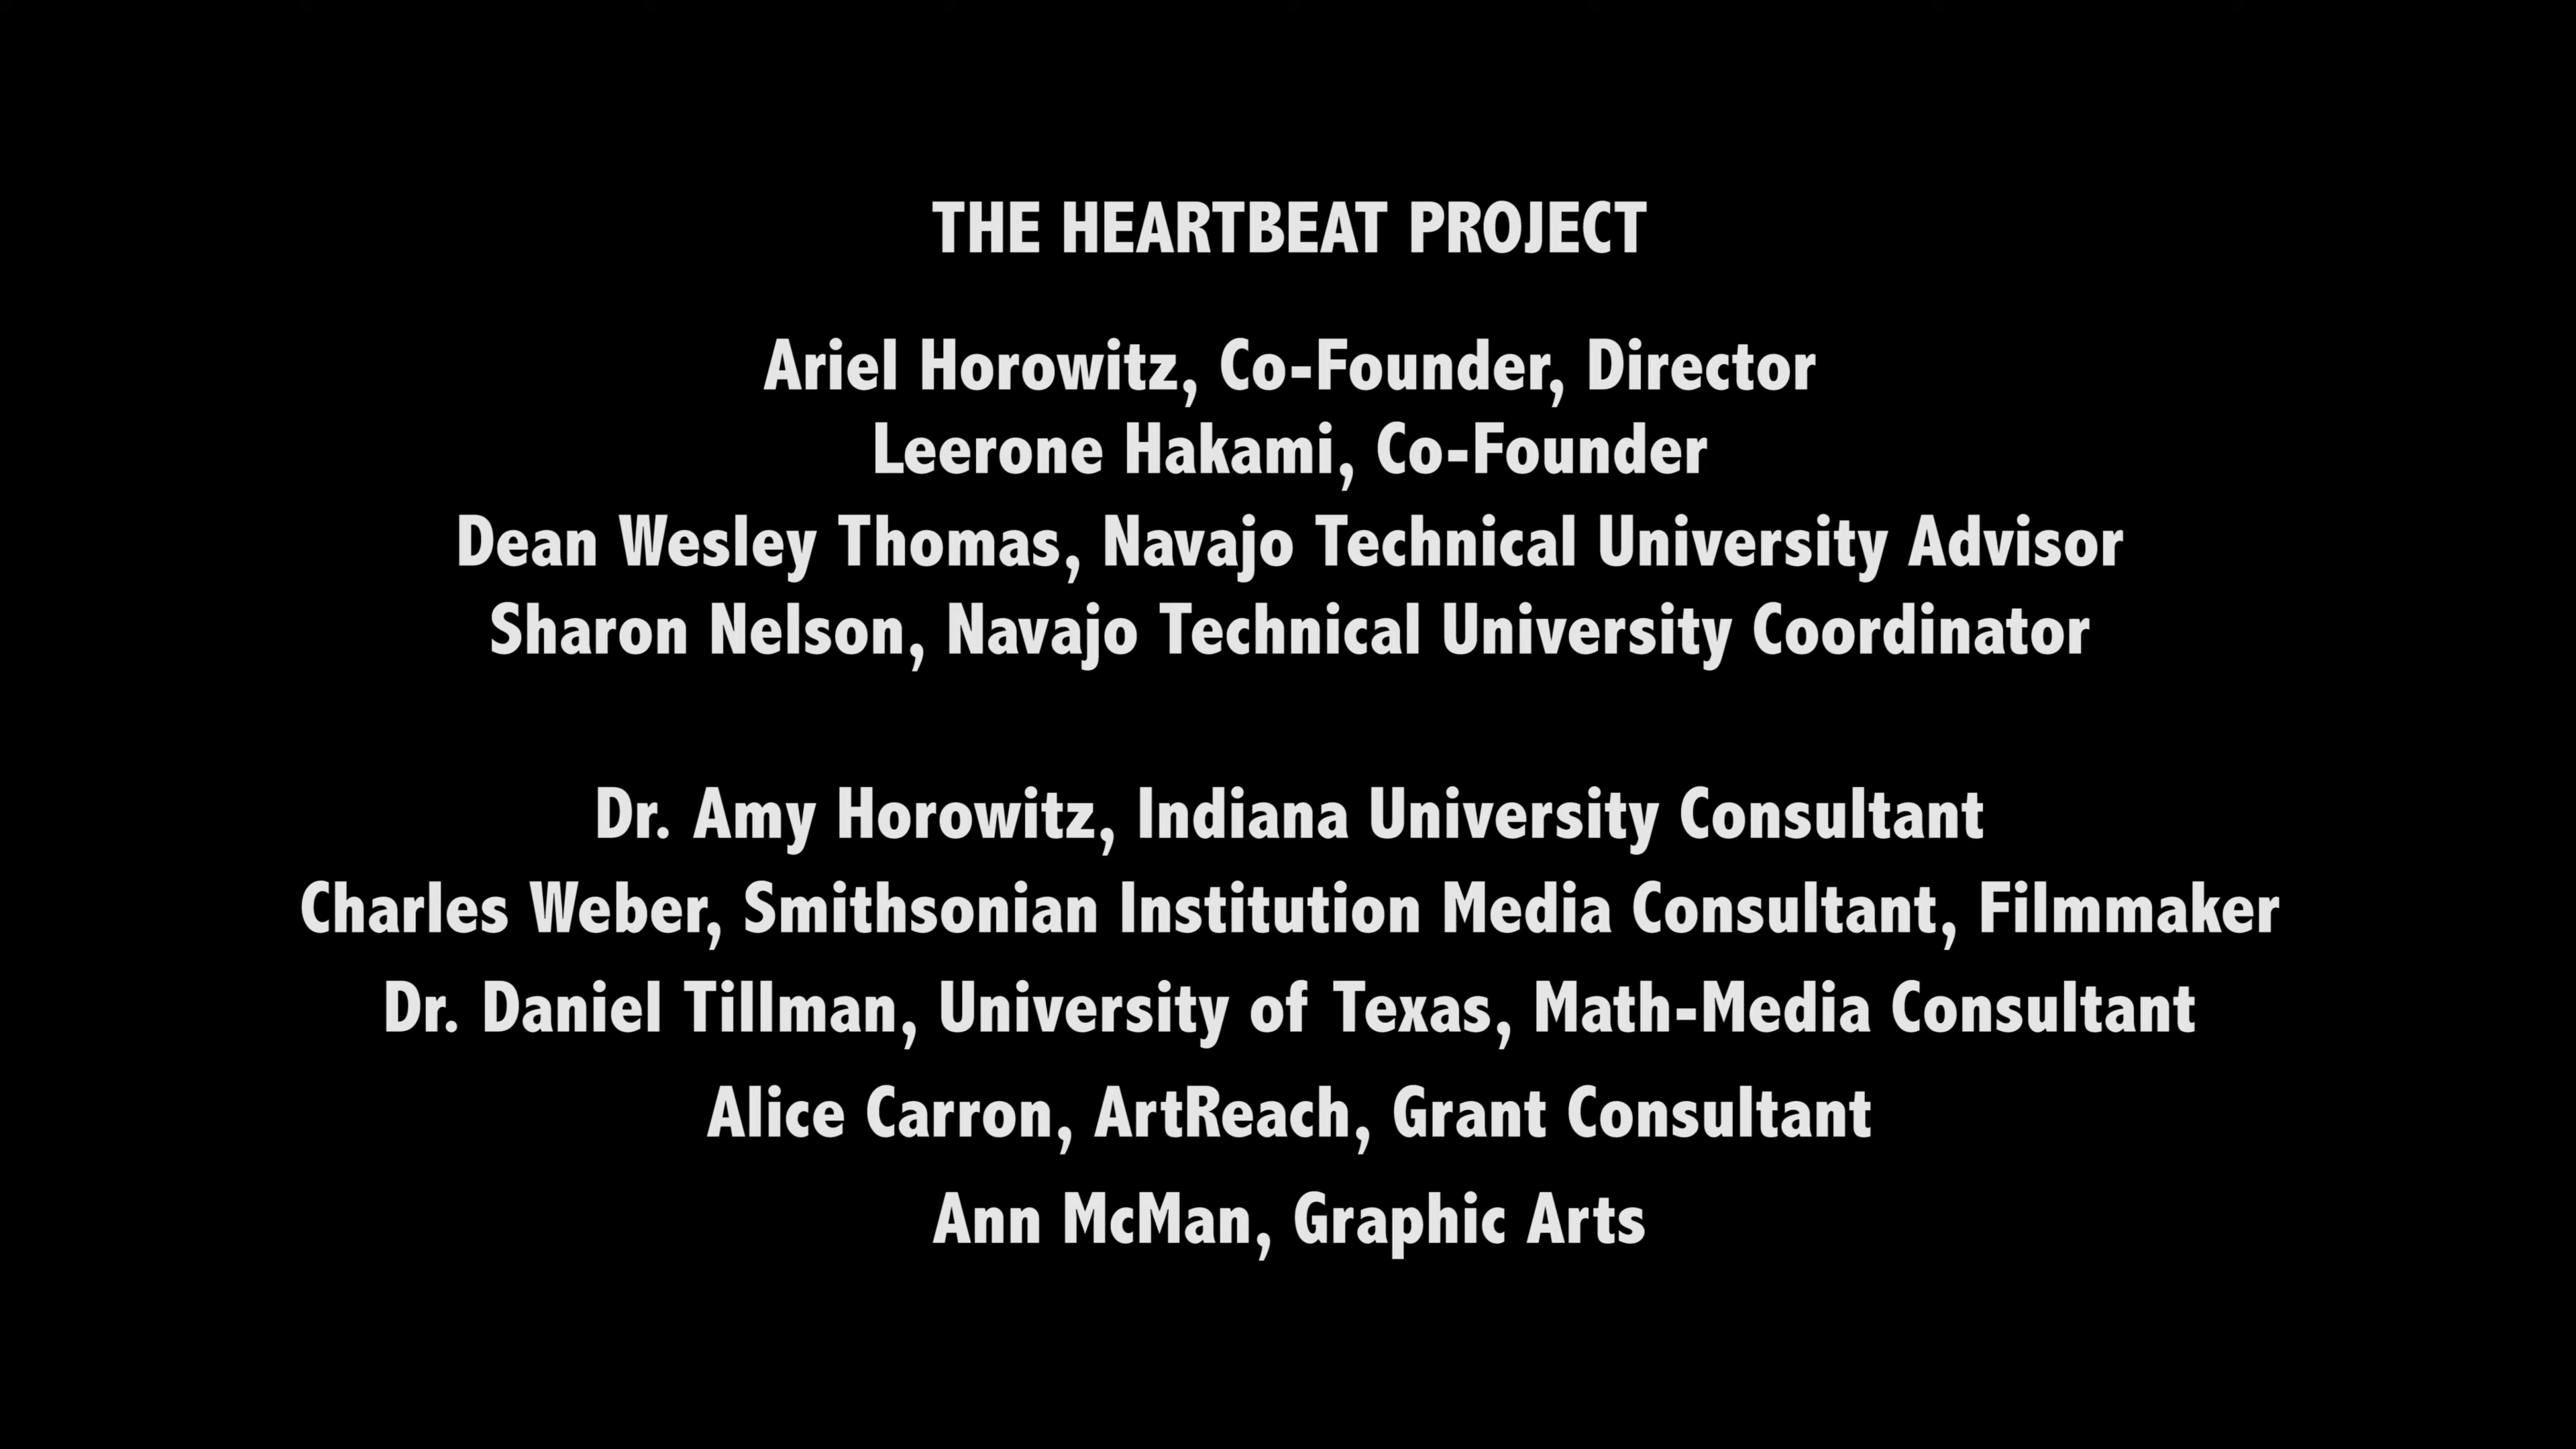 THE HEARTBEAT PROJECT
Ariel Horowitz, Co-Founder, Director
Leerone Hakami, Co-Founder
Dean Wesley Thomas, Navajo Technical University Advisor
Sharon Nelson, Navajo Technical University Coordinator
Dr. Amy Horowitz, Indiana University Consultant
Charles Weber, Smithsonian Institution Media Consultant, Filmmaker
Dr. Daniel Tillman, University of Texas, Math-Media Consultant
Alice Carron, ArtReach, Grant Consultant
Ann McMan, Graphic Arts